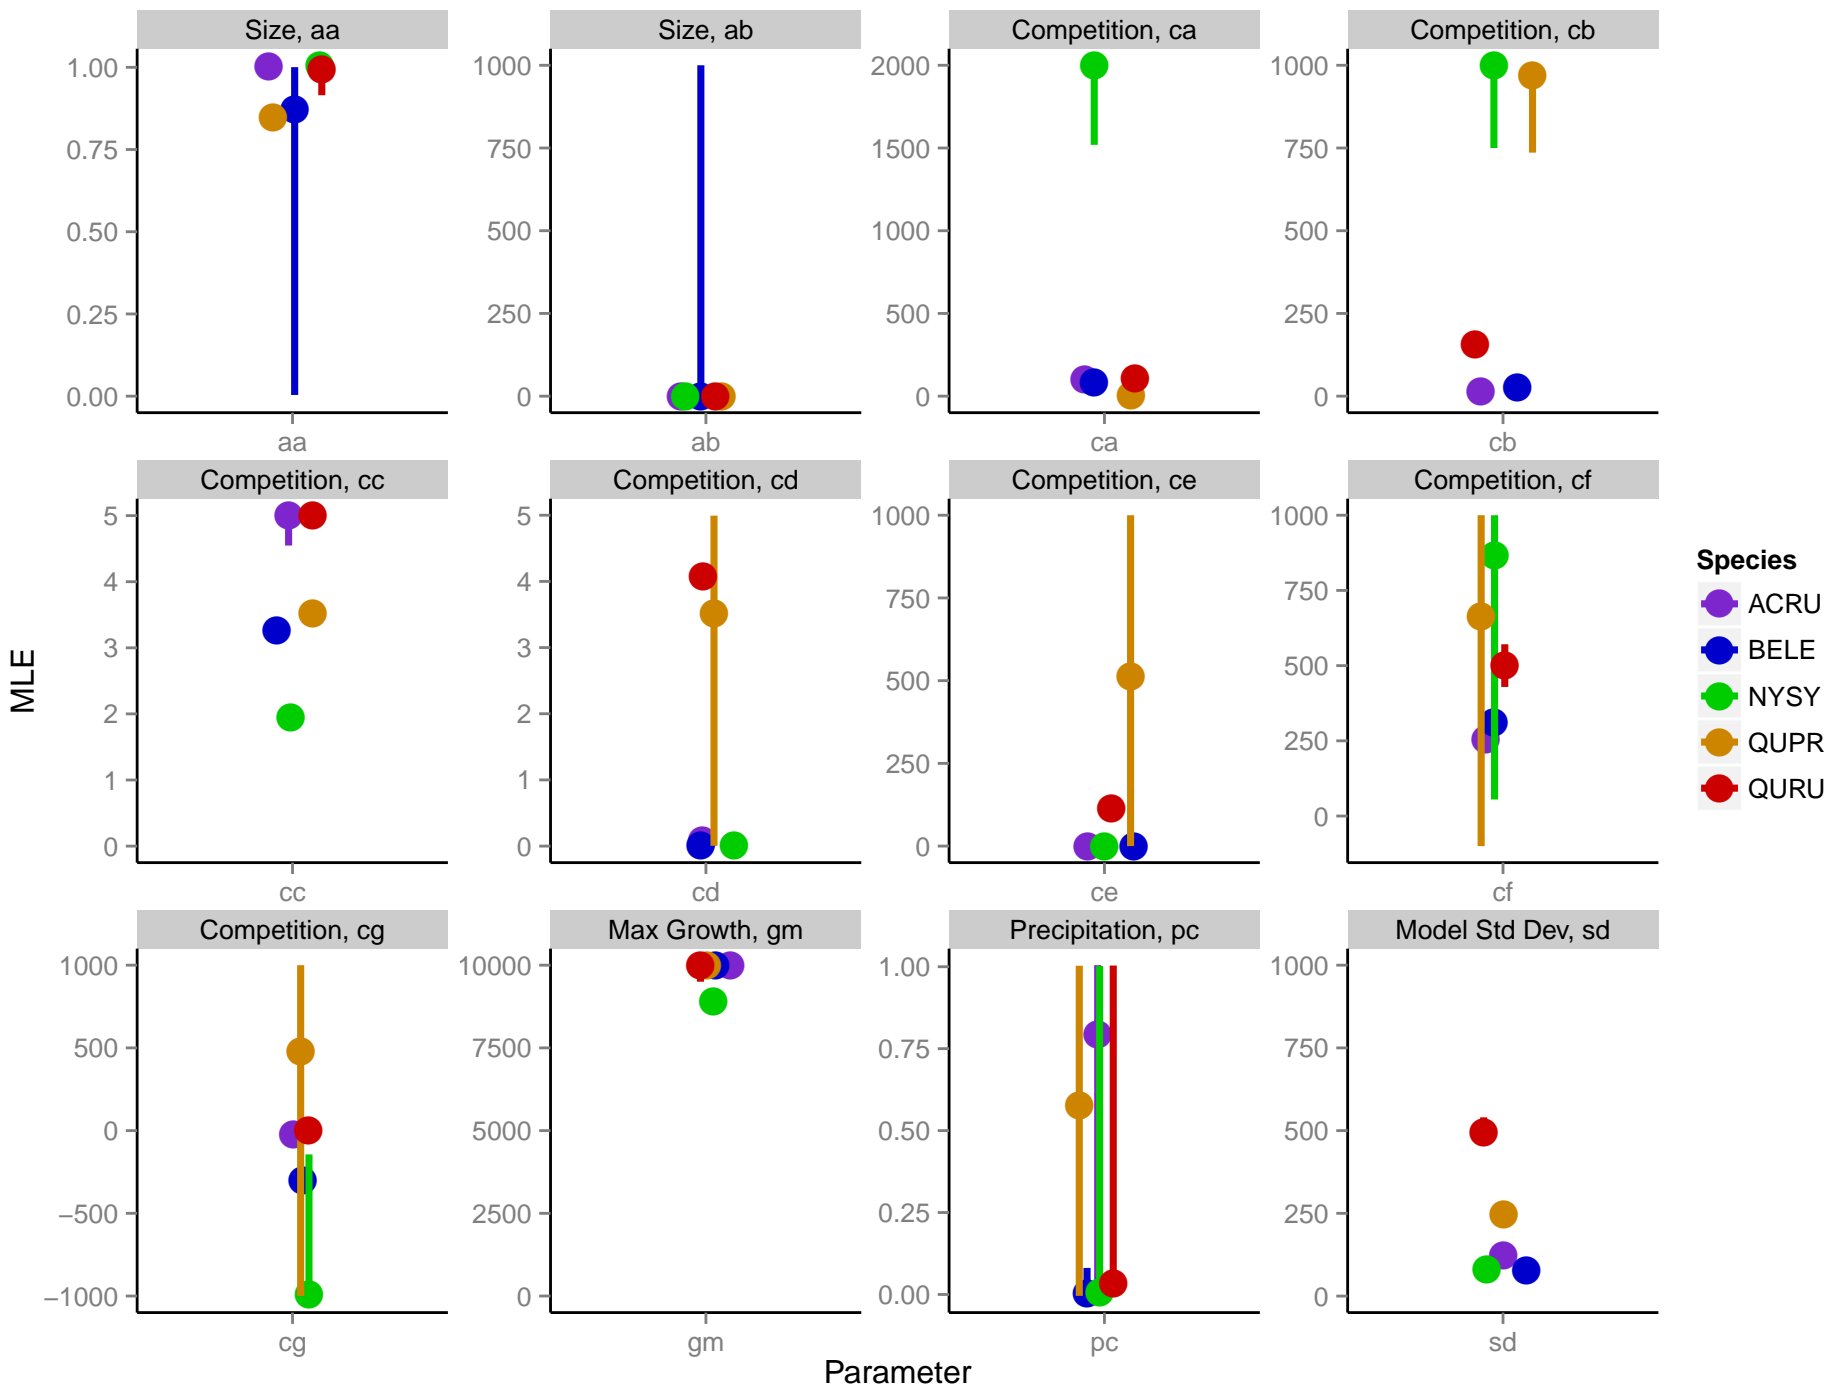 Size, aa
Size, ab
Competition, ca
Competition, cb
1.00
0.75
0.50
0.25
0.00
aa
1000
750
500
250
0
ab
2000
1500
1000
500
0
ca
1000
750
500
250
0
cb
Competition, cc
Competition, cd
Competition, ce
Competition, cf
5
4
3
2
1
0
cc
5
4
3
2
1
0
cd
1000
750
500
250
0
ce
1000
750
500
250
0
cf
Competition, cg
Max Growth, gm
Precipitation, pc
Model Std Dev, sd
1000
500
0
−500
−1000
cg
10000
7500
5000
2500
0
gm
1.00
0.75
0.50
0.25
0.00
pc
1000
750
500
250
0
sd
MLE
Parameter
Species
ACRU
BELE
NYSY
QUPR
QURU